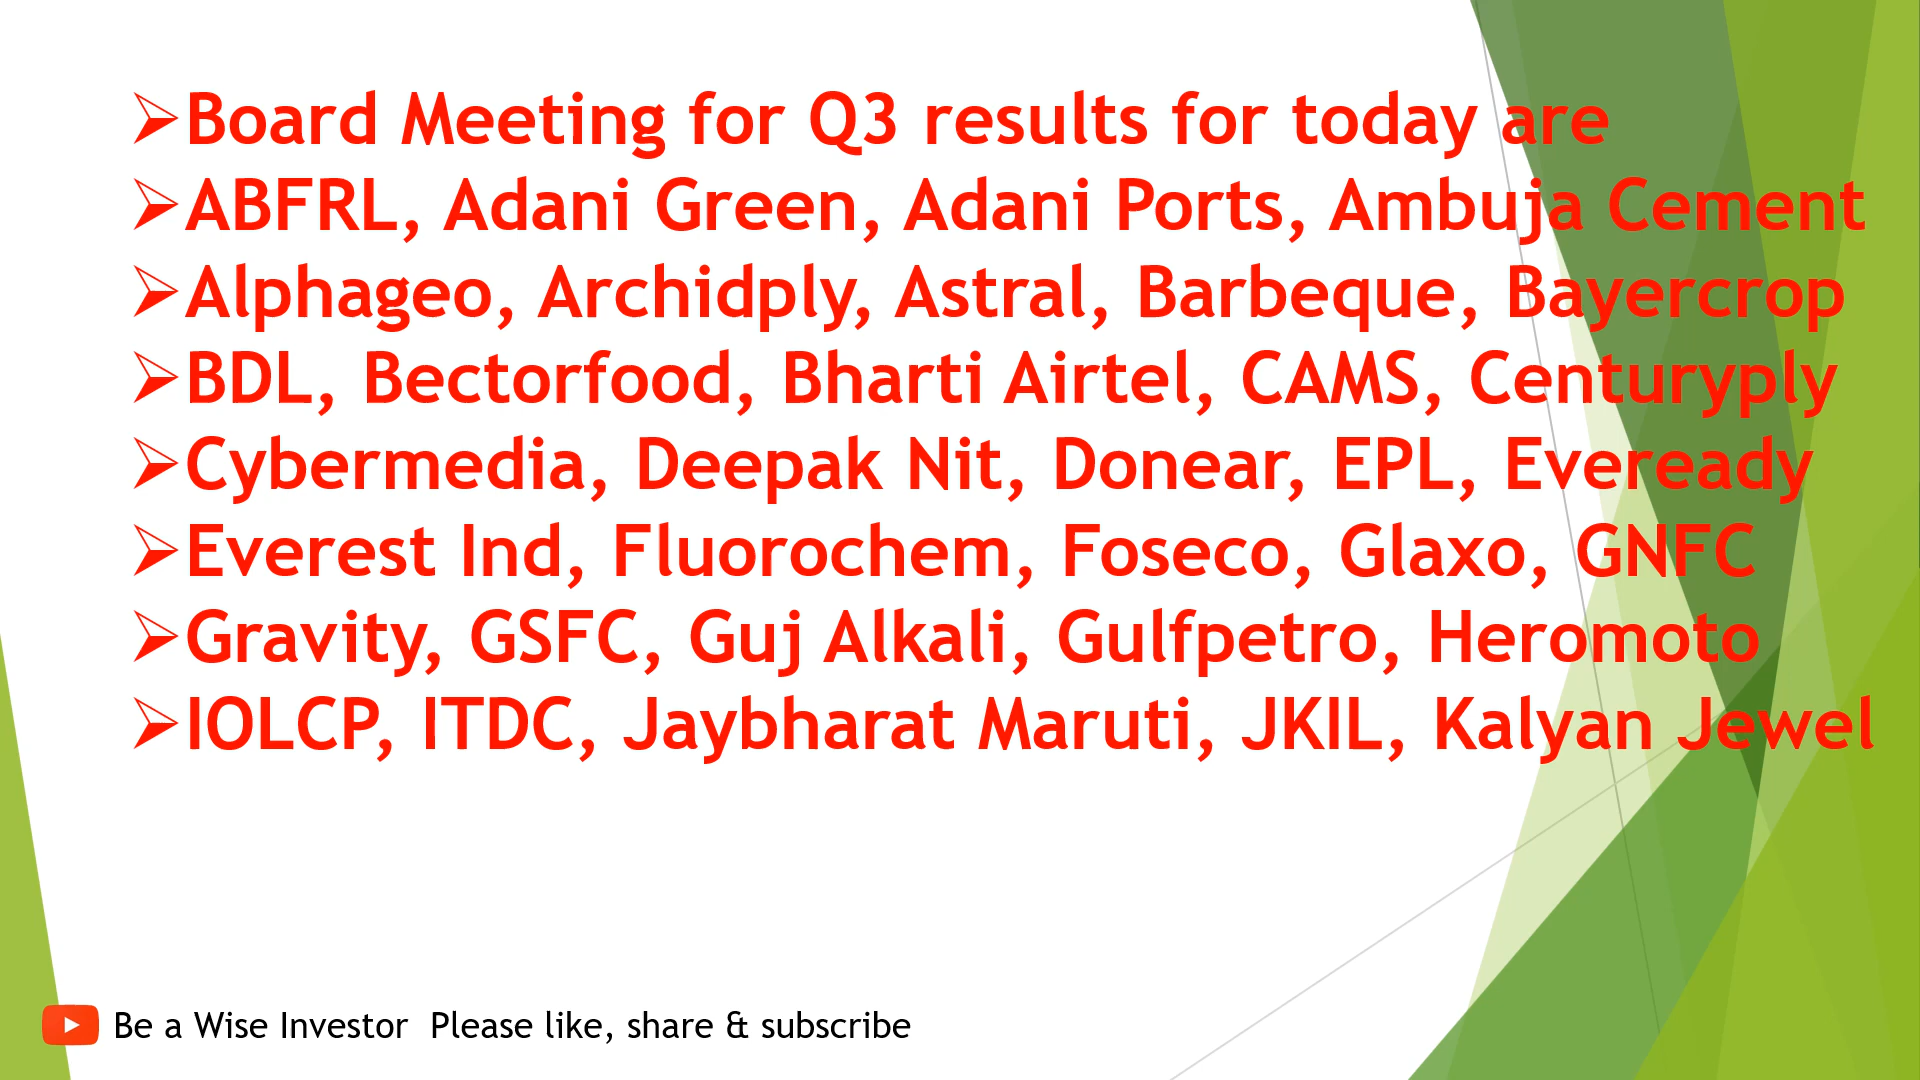 ➢Board Meeting for Q3 results for today are
➢ABFRL, Adani Green, Adani Ports, Ambuja Cement
➢Alphageo, Archidply, Astral, Barbeque, Bayercrop
➢BDL, Bectorfood, Bharti Airtel, CAMS, Centuryply
➢Cybermedia, Deepak Nit, Donear, EPL, Eveready
➢Everest Ind, Fluorochem, Foseco, Glaxo, GNFC
➢Gravity, GSFC, Guj Alkali, Gulfpetro, Heromoto
➢IOLCP, ITDC, Jaybharat Maruti, JKIL, Kalyan Jewel
Be a Wise Investor  Please like, share & subscribe